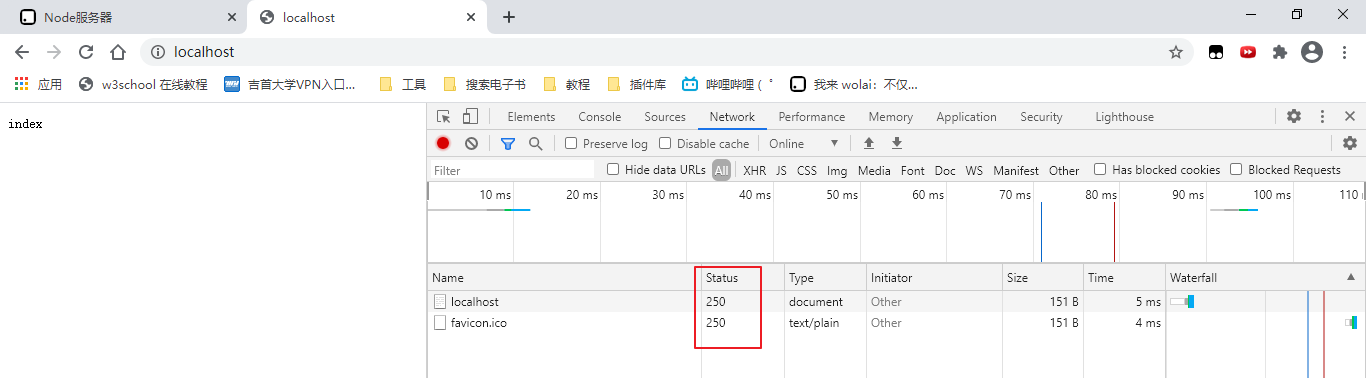 Node服务器
localhost
localhost
应用
w3school 在线教程
吉首大学VPN入口...
工具
搜索电子书
教程
插件库
哔哩哔哩 ( ゜
我来 wolai：不仅...
index
Elements Console Sources Network Performance Memory Application Security Lighthouse
Preserve log Disable cache Online
Filter Hide data URLs All XHR JS CSS Img Media Font Doc WS Manifest Other Has blocked cookies Blocked Requests
10 ms 20 ms 30 ms 40 ms 50 ms 60 ms 70 ms 80 ms 90 ms 100 ms 110
Name Status Type Initiator Size Time Waterfall
localhost 250 document Other 151 B 5 ms
favicon.ico 250 text/plain Other 151 B 4 ms